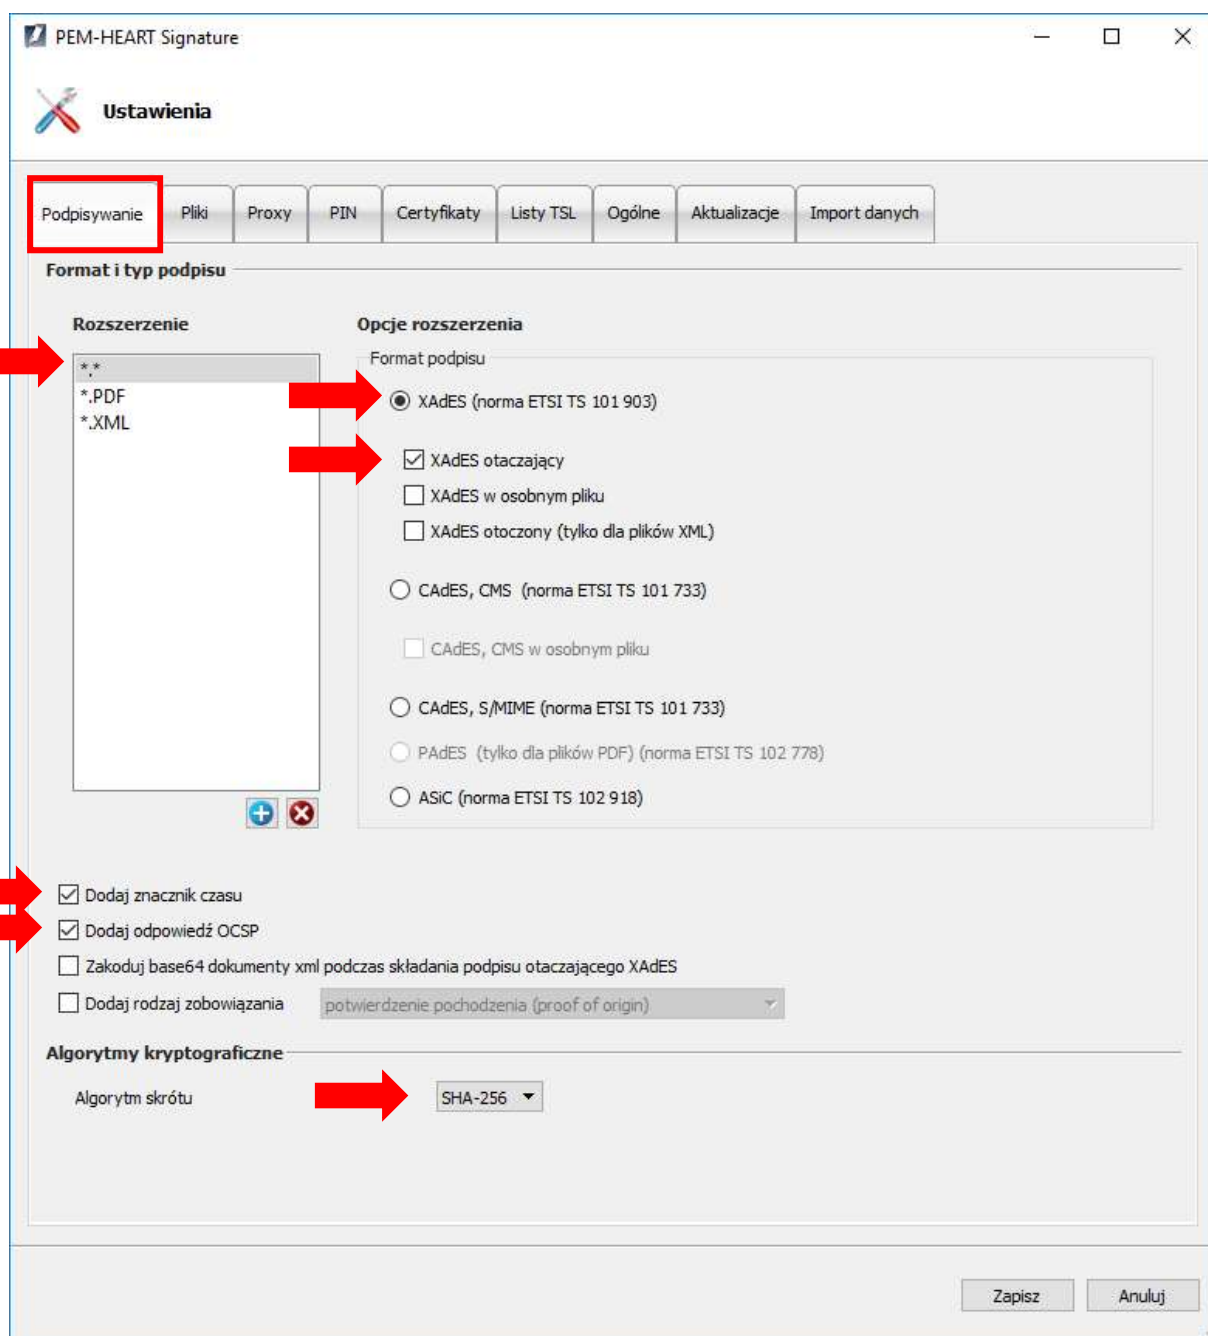 PEM-HEART Signature
Ustawienia
Podpisywanie Pliki Proxy PIN Certyfikaty Listy TSL Ogólne Aktualizacje Import danych
Format i typ podpisu
Rozszerzenie Opcje rozszerzenia
Format podpisu
*.*
*.PDF
*.XML
XAdES (norma ETSI TS 101 903)
XAdES otaczający
XAdES w osobnym pliku
XAdES otoczony (tylko dla plików XML)
CAdES, CMS (norma ETSI TS 101 733)
CAdES, CMS w osobnym pliku
CAdES, S/MIME (norma ETSI TS 101 733)
PAdES (tylko dla plików PDF) (norma ETSI TS 102 778)
ASiC (norma ETSI TS 102 918)
Dodaj znacznik czasu
Dodaj odpowiedź OCSP
Zakoduj base64 dokumenty xml podczas składania podpisu otaczającego XAdES
Dodaj rodzaj zobowiązania potwierdzenie pochodzenia (proof of origin)
Algorytmy kryptograficzne
Algorytm skrótu SHA-256
Zapisz Anuluj